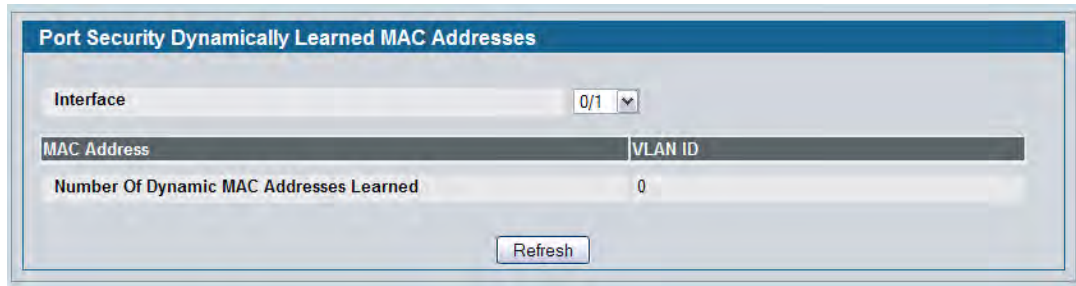 Port Security Dynamically Learned MAC Addresses
Interface 0/1
MAC Address VLAN ID
Number Of Dynamic MAC Addresses Learned 0
Refresh